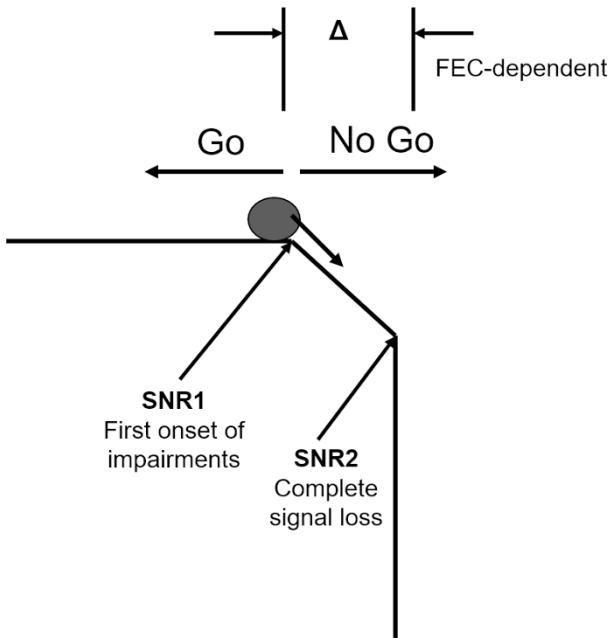 Δ
FEC-dependent
Go
No Go
SNR1
First onset of
impairments
SNR2
Complete
signal loss